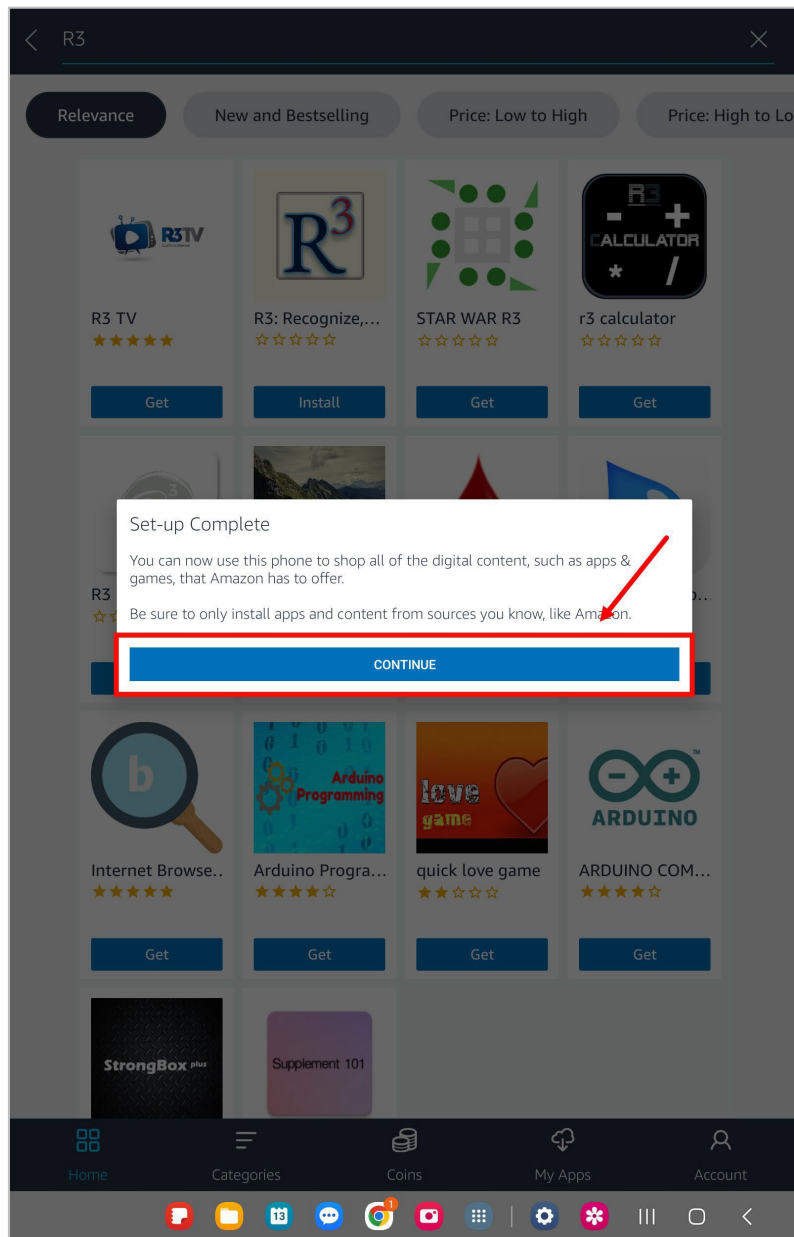 R3
Relevance
New and Bestselling
Price: Low to High
Price: High to Lo
R3TV
R3
R3
CALCULATOR
R3 TV
R3: Recognize,...
STAR WAR R3
r3 calculator
Get
Install
Get
Get
3
Set-up Complete
You can now use this phone to shop all of the digital content, such as apps &
games, that Amazon has to offer.
Be sure to only install apps and content from sources you know, like Amazon.
R3
CONTINUE
b
Arduino
Programming
love
game
ARDUINO
Internet Browse..
Arduino Progra...
quick love game
ARDUINO COM...
Get
Get
Get
Get
StrongBox plus
Supplement 101
Home
Categories
Coins
My Apps
Account
13
1